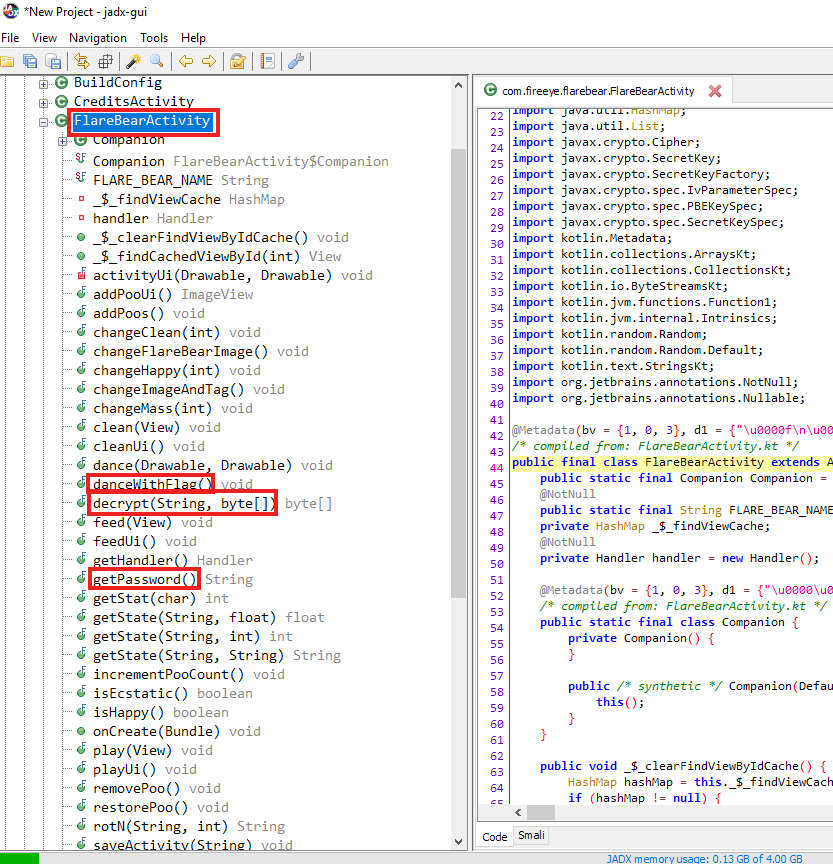 *New Project - jadx-gui
File View Navigation Tools Help
BuildConfig
CreditsActivity
FlareBearActivity
Companion
Companion FlareBearActivity$Companion
FLARE_BEAR_NAME String
_$_findViewCache HashMap
handler Handler
_$_clearFindViewByIdCache() void
_$_findCachedViewById(int) View
activityUi(Drawable, Drawable) void
addPooUi() ImageView
addPoos() void
changeClean(int) void
changeFlareBearImage() void
changeHappy(int) void
changeImageAndTag() void
changeMass(int) void
clean(View) void
cleanUi() void
dance(Drawable, Drawable) void
danceWithFlag() void
decrypt(String, byte[]) byte[]
feed(View) void
feedUi() void
getHandler() Handler
getPassword() String
getStat(char) int
getState(String, float) float
getState(String, int) int
getState(String, String) String
incrementPooCount() void
isEcstatic() boolean
isHappy() boolean
onCreate(Bundle) void
play(View) void
playUi() void
removePoo() void
restorePoo() void
rotN(String, int) String
saveActivity(String) void
com.fireeye.flarebear.FlareBearActivity
22 import java.util.HashMap;
23 import java.util.List;
24 import javax.crypto.Cipher;
25 import javax.crypto.SecretKey;
26 import javax.crypto.SecretKeyFactory;
27 import javax.crypto.spec.IvParameterSpec;
28 import javax.crypto.spec.PBEKeySpec;
29 import javax.crypto.spec.SecretKeySpec;
30 import kotlin.Metadata;
31 import kotlin.collections.ArraysKt;
32 import kotlin.collections.CollectionsKt;
33 import kotlin.io.ByteStreamsKt;
34 import kotlin.jvm.functions.Function1;
35 import kotlin.jvm.internal.Intrinsics;
36 import kotlin.random.Random;
37 import kotlin.random.Random.Default;
38 import kotlin.text.StringsKt;
39 import org.jetbrains.annotations.NotNull;
40 import org.jetbrains.annotations.Nullable;
41
42 @Metadata(bv = {1, 0, 3}, d1 = {"\u0000f\n\u00
43 /* compiled from: FlareBearActivity.kt */
44 public final class FlareBearActivity extends A
45 public static final Companion Companion =
46 @NotNull
47 public static final String FLARE_BEAR_NAME
48 private HashMap _$_findViewCache;
49 @NotNull
50 private Handler handler = new Handler();
51
52 @Metadata(bv = {1, 0, 3}, d1 = {"\u0000\u0
53 /* compiled from: FlareBearActivity.kt */
54 public static final class Companion {
55 private Companion() {
56 }
57
58 public /* synthetic */ Companion(Defau
59 this();
60 }
61 }
62
63 public void _$_clearFindViewByIdCache() {
64 HashMap hashMap = this._$_findViewCach
65 if (hashMap != null) {
Code Smali
JADX memory usage: 0.13 GB of 4.00 GB